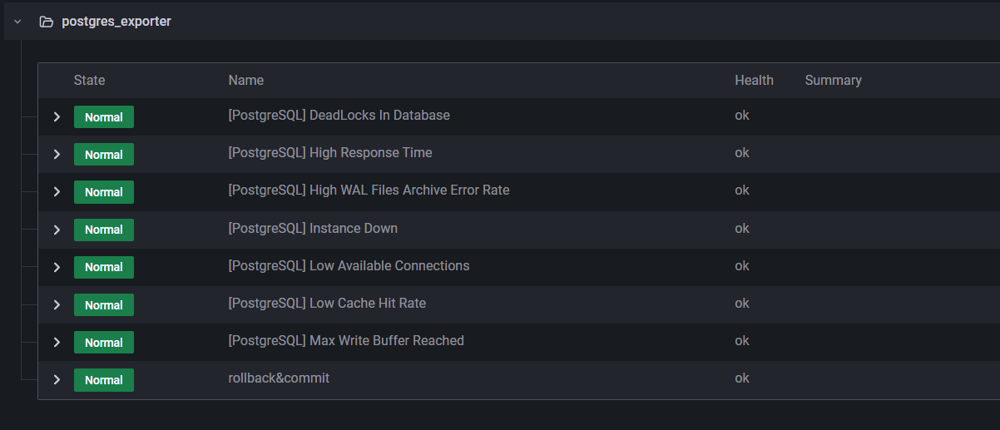 postgres_exporter
State Name Health Summary
Normal [PostgreSQL] DeadLocks In Database ok
Normal [PostgreSQL] High Response Time ok
Normal [PostgreSQL] High WAL Files Archive Error Rate ok
Normal [PostgreSQL] Instance Down ok
Normal [PostgreSQL] Low Available Connections ok
Normal [PostgreSQL] Low Cache Hit Rate ok
Normal [PostgreSQL] Max Write Buffer Reached ok
Normal rollback&commit ok